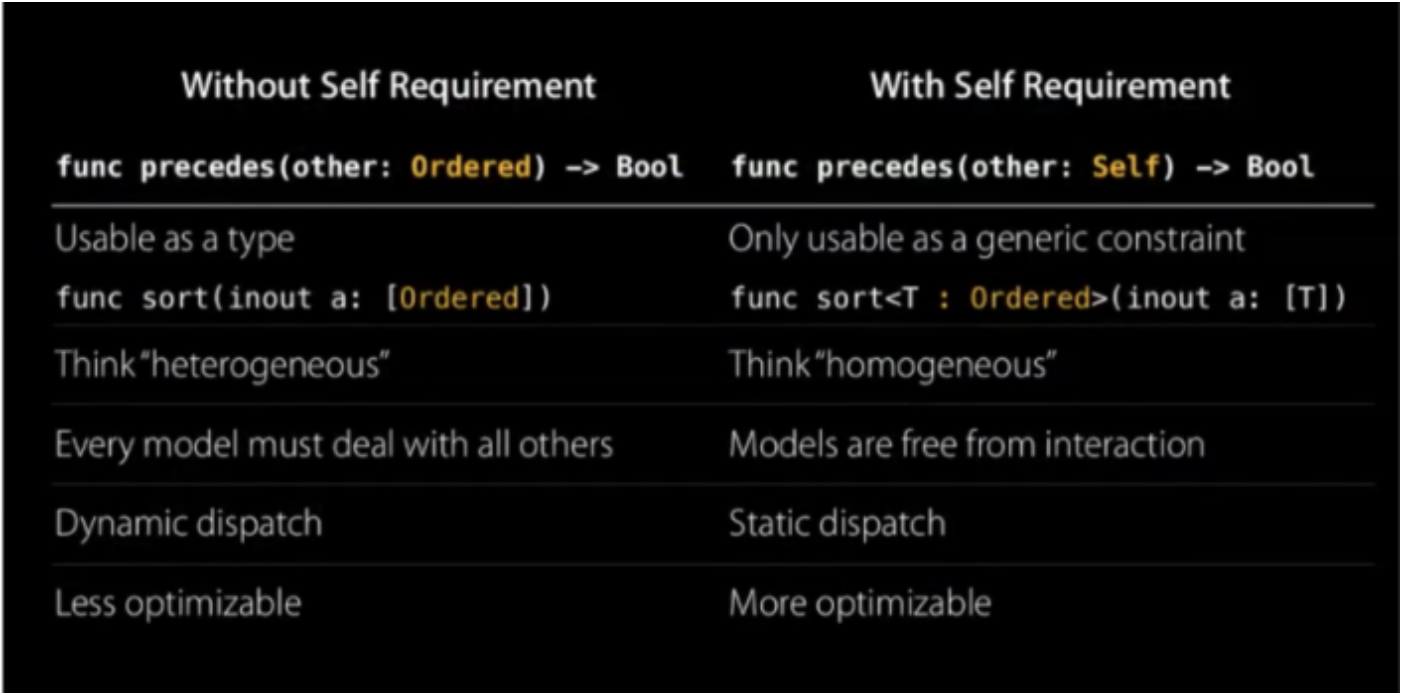 Without Self Requirement With Self Requirement
func precedes(other: Ordered) -> Bool func precedes(other: Self) -> Bool
Usable as a type Only usable as a generic constraint
func sort(inout a: [Ordered]) func sort<T : Ordered>(inout a: [T])
Think “heterogeneous” Think “homogeneous”
Every model must deal with all others Models are free from interaction
Dynamic dispatch Static dispatch
Less optimizable More optimizable